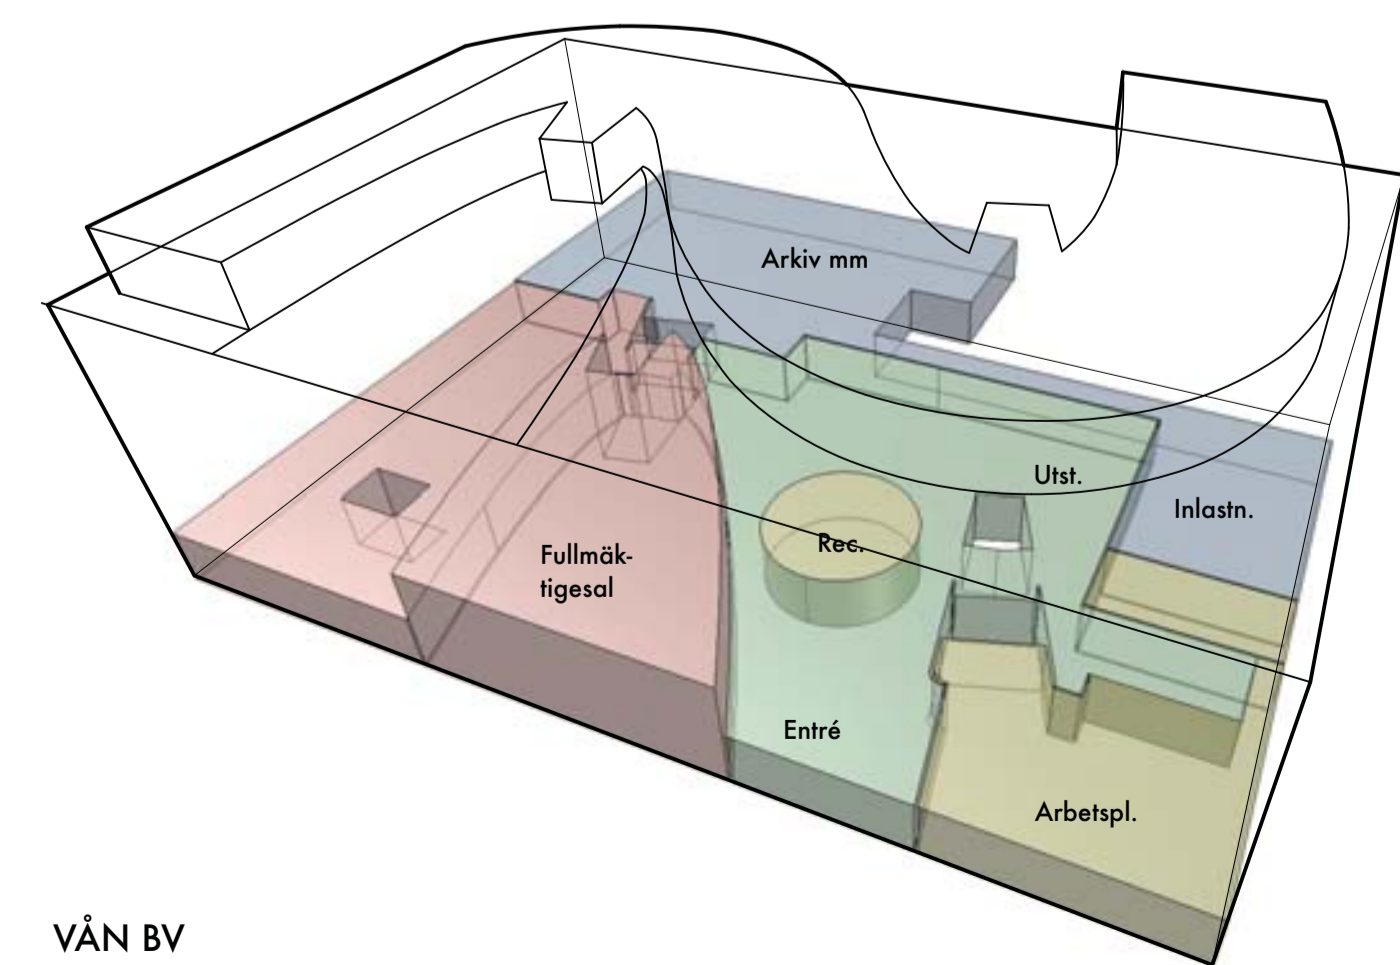 Arkiv mm
Utst.
Inlastn.
Rec.
Fullmäk-
tigesal
Entré
Arbetspl.
VÅN BV